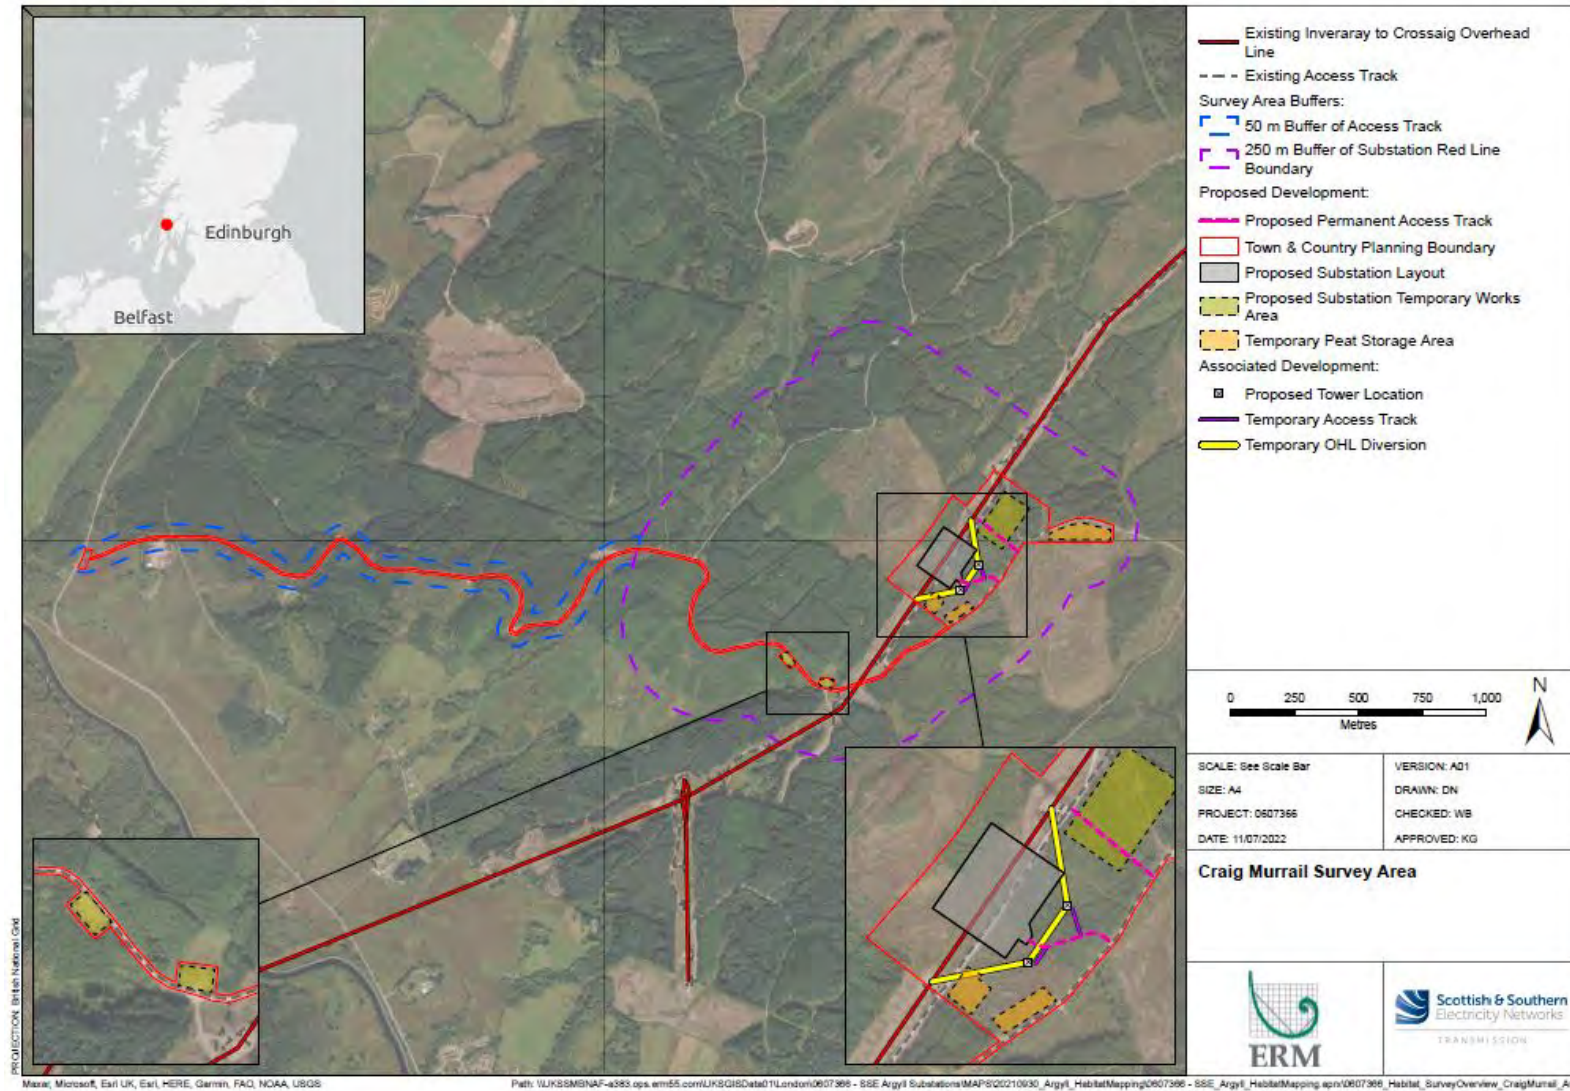 Edinburgh
Belfast
Existing Inveraray to Crossaig Overhead
Line
Existing Access Track
Survey Area Buffers:
50 m Buffer of Access Track
250 m Buffer of Substation Red Line
Boundary
Proposed Development:
Proposed Permanent Access Track
Town & Country Planning Boundary
Proposed Substation Layout
Proposed Substation Temporary Works
Area
Temporary Peat Storage Area
Associated Development:
Proposed Tower Location
Temporary Access Track
Temporary OHL Diversion
0 250 500 750 1,000
Metres
N
SCALE: See Scale Bar
VERSION: A01
SIZE: A4
DRAWN: DN
PROJECT: 0607366
CHECKED: WB
DATE: 11/07/2022
APPROVED: KG
Craig Murrail Survey Area
ERM
Scottish & Southern
Electricity Networks
TRANSMISSION
PROJECTION: British National Grid
Maxar, Microsoft, Esri UK, Esri, HERE, Garmin, FAO, NOAA, USGS